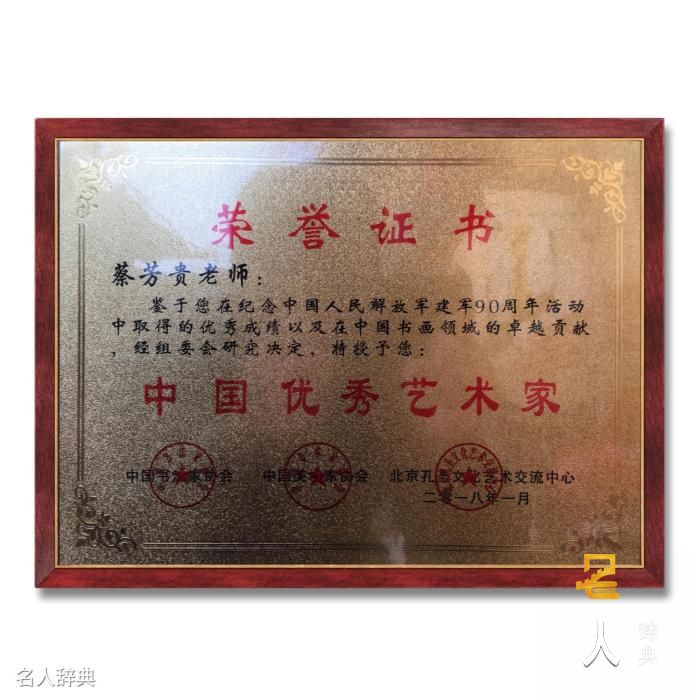 荣誉证书
蔡芳贵老师：
鉴于您在纪念中国人民解放军建军90周年活动
中取得的优秀成绩以及在中国书画领域的卓越贡献
，经组委会研究决定，特授予您：
中国优秀艺术家
中国书法家协会 中国美术家协会 北京孔圣文化艺术交流中心
二零一八年一月
名人辞典
名人辞典